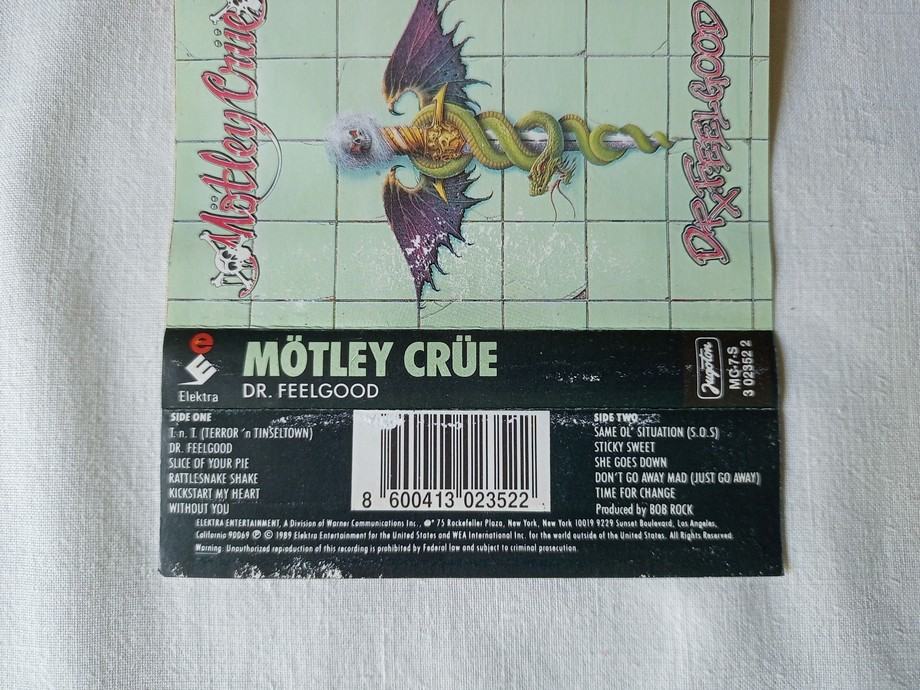 Mötley Crüe
DR. FEELGOOD
e
Elektra
MÖTLEY CRÜE
DR. FEELGOOD
Jugoton
MG-7-S
3 02352 2
SIDE ONE
T. n. T. (TERROR 'n TINSELTOWN)
DR. FEELGOOD
SLICE OF YOUR PIE
RATTLESNAKE SHAKE
KICKSTART MY HEART
WITHOUT YOU
8 600413 023522
SIDE TWO
SAME OL' SITUATION (S.O.S)
STICKY SWEET
SHE GOES DOWN
DON'T GO AWAY MAD (JUST GO AWAY)
TIME FOR CHANGE
Produced by BOB ROCK
ELEKTRA ENTERTAINMENT, A Division of Warner Communications Inc., 75 Rockefeller Plaza, New York, New York 10019 9229 Sunset Boulevard, Los Angeles,
California 90069 ℗ © 1989 Elektra Entertainment for the United States and WEA International Inc. for the world outside of the United States. All Rights Reserved.
Warning: Unauthorized reproduction of this recording is prohibited by Federal law and subject to criminal prosecution.